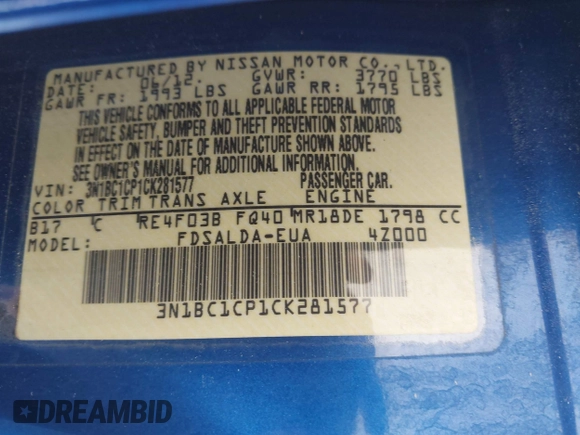 MANUFACTURED BY NISSAN MOTOR CO., LTD.
DATE: 06/12. GVWR: 3770 LBS
GAWR FR: 1993 LBS GAWR RR: 1795 LBS
THIS VEHICLE CONFORMS TO ALL APPLICABLE FEDERAL MOTOR
VEHICLE SAFETY, BUMPER AND THEFT PREVENTION STANDARDS
IN EFFECT ON THE DATE OF MANUFACTURE SHOWN ABOVE.
SEE OWNER'S MANUAL FOR ADDITIONAL INFORMATION.
VIN: 3N1BC1CP1CK281577 PASSENGER CAR.
COLOR TRIM TRANS AXLE ENGINE
B17 C RE4F03B FQ40 MR18DE 1798 CC
MODEL: FDSALDA-EUA 4Z000
3N1BC1CP1CK281577
DREAMBID